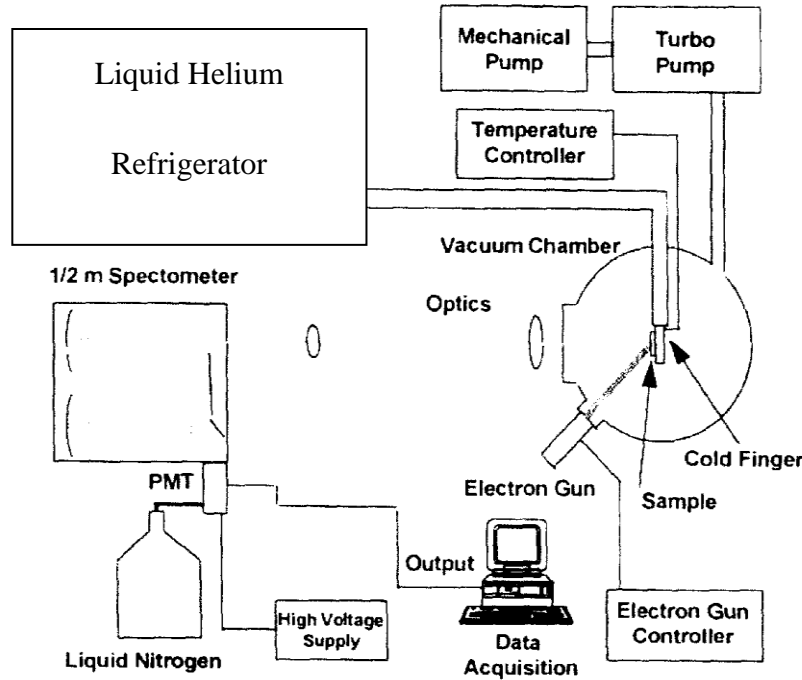 Liquid Helium
Refrigerator
Mechanical
Pump
Turbo
Pump
Temperature
Controller
Vacuum Chamber
1/2 m Spectometer
Optics
Cold Finger
PMT
Electron Gun
Sample
Output
High Voltage
Supply
Electron Gun
Controller
Liquid Nitrogen
Data
Acquisition